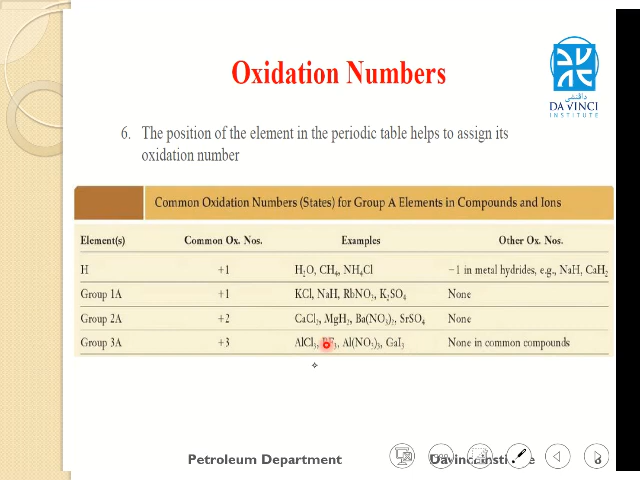 Oxidation Numbers
دافنشي
DA VINCI
INSTITUTE
6. The position of the element in the periodic table helps to assign its
oxidation number
Common Oxidation Numbers (States) for Group A Elements in Compounds and Ions
Element(s) Common Ox. Nos. Examples Other Ox. Nos.
H +1 H₂O, CH₄, NH₄Cl −1 in metal hydrides, e.g., NaH, CaH₂
Group 1A +1 KCl, NaH, RbNO₃, K₂SO₄ None
Group 2A +2 CaCl₂, MgH₂, Ba(NO₃)₂, SrSO₄ None
Group 3A +3 AlCl₃, Al(NO₃)₃, GaI₃ None in common compounds
Petroleum Department 8